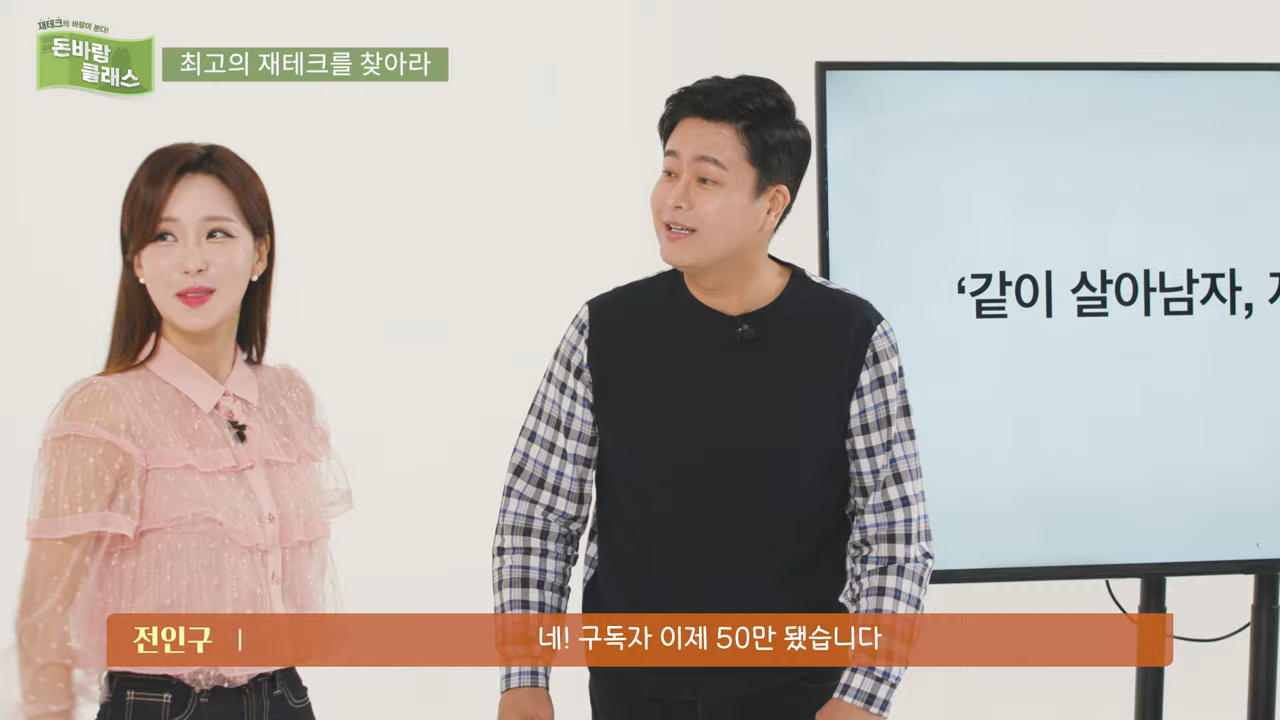 재테크의 바람이 분다!
돈바람
클래스
최고의 재테크를 찾아라
‘같이 살아남자,
전인구 | 네! 구독자 이제 50만 됐습니다